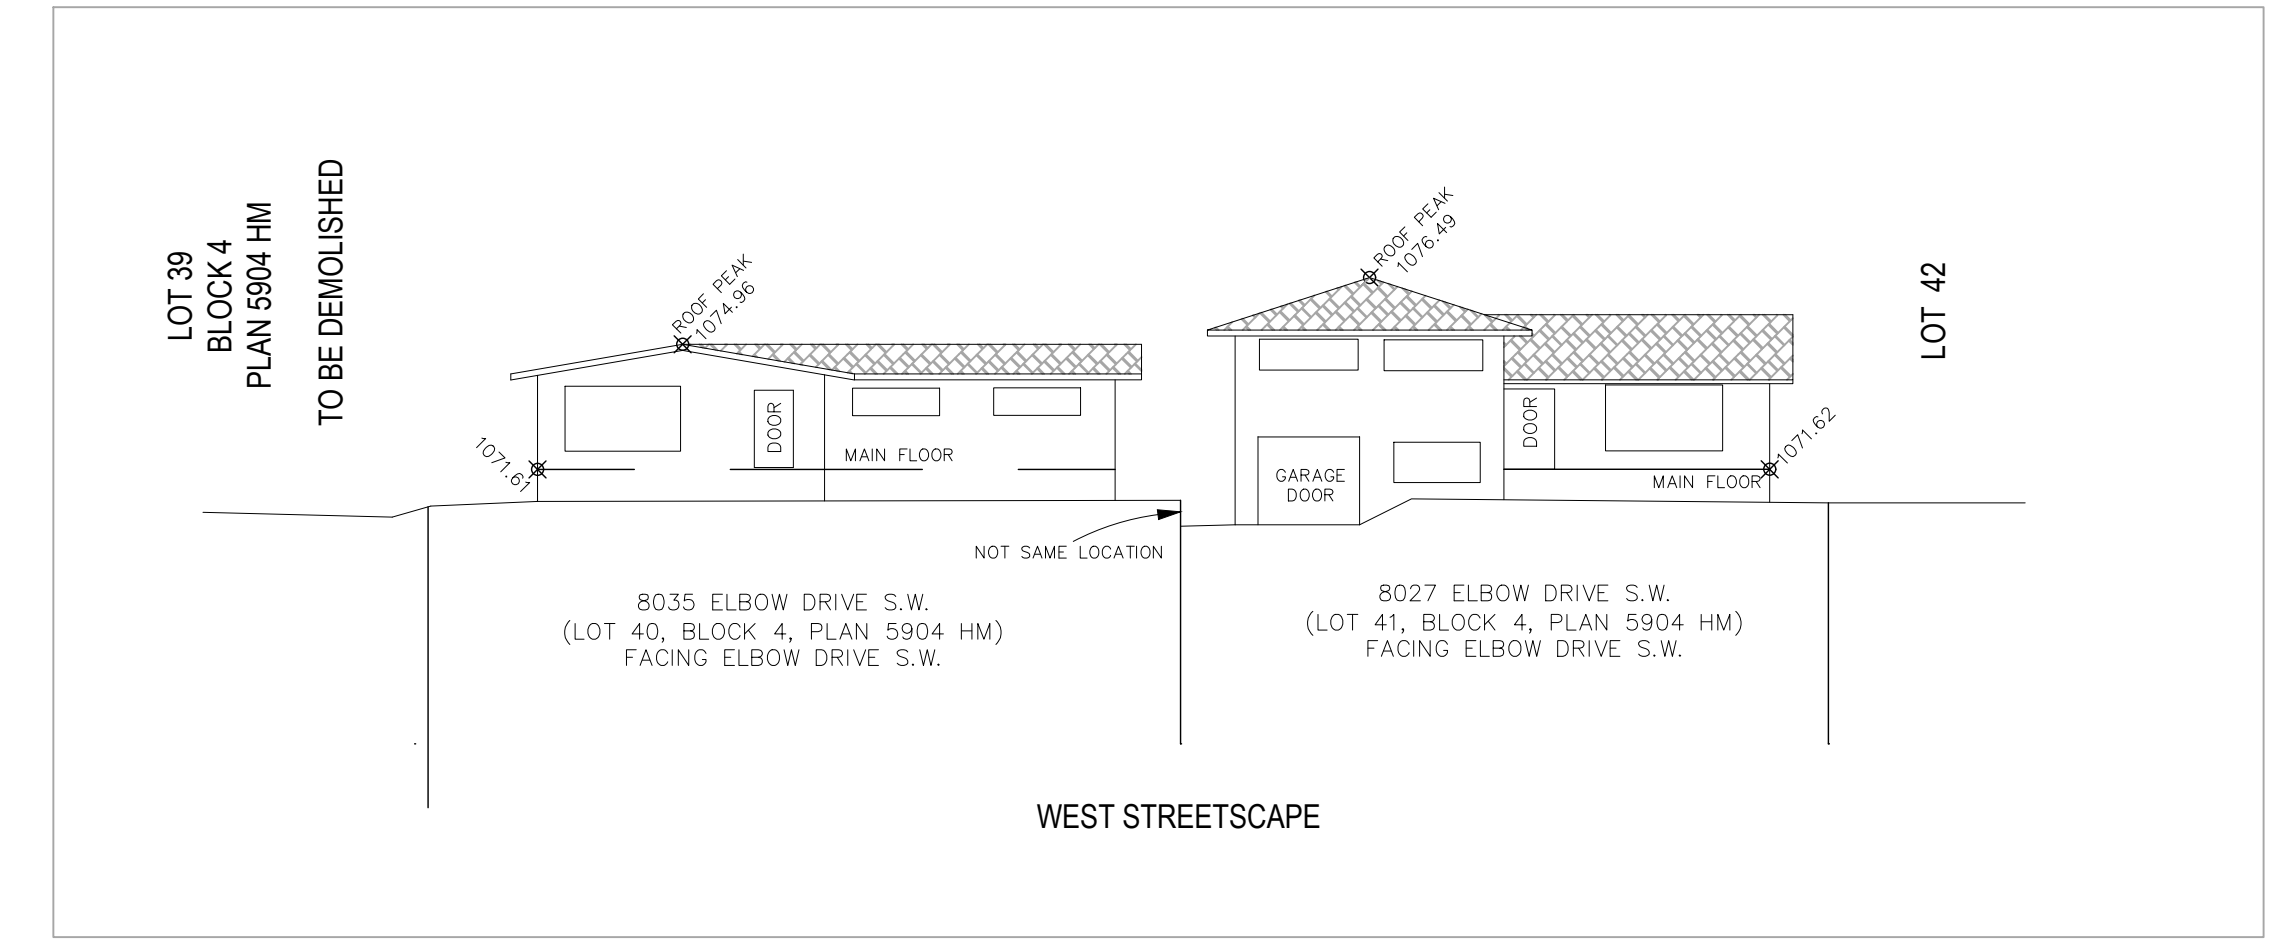 LOT 39
BLOCK 4
PLAN 5904 HM
TO BE DEMOLISHED
ROOF PEAK
1074.96
ROOF PEAK
1076.49
LOT 42
1071.61
DOOR
MAIN FLOOR
GARAGE
DOOR
DOOR
MAIN FLOOR
1071.62
NOT SAME LOCATION
8035 ELBOW DRIVE S.W.
(LOT 40, BLOCK 4, PLAN 5904 HM)
FACING ELBOW DRIVE S.W.
8027 ELBOW DRIVE S.W.
(LOT 41, BLOCK 4, PLAN 5904 HM)
FACING ELBOW DRIVE S.W.
WEST STREETSCAPE